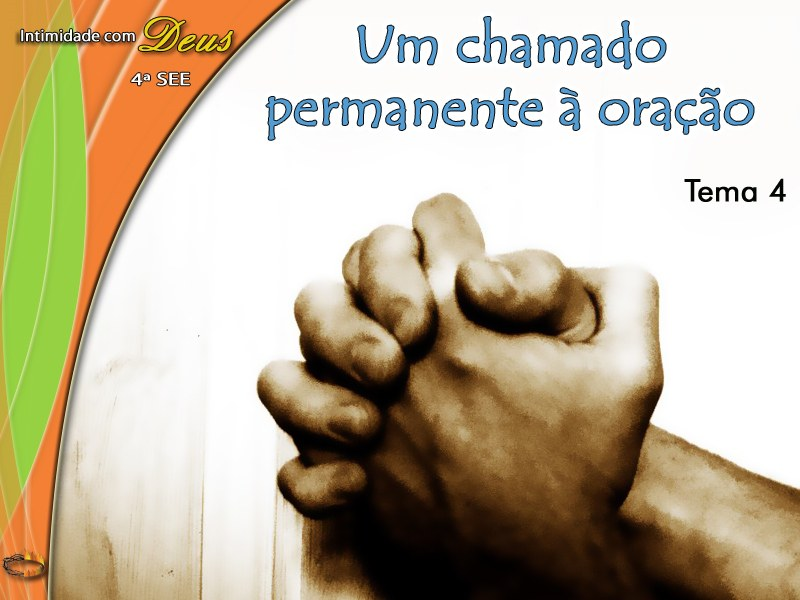 Intimidade com Deus
4ª SEE
Um chamado
permanente à oração
Tema 4